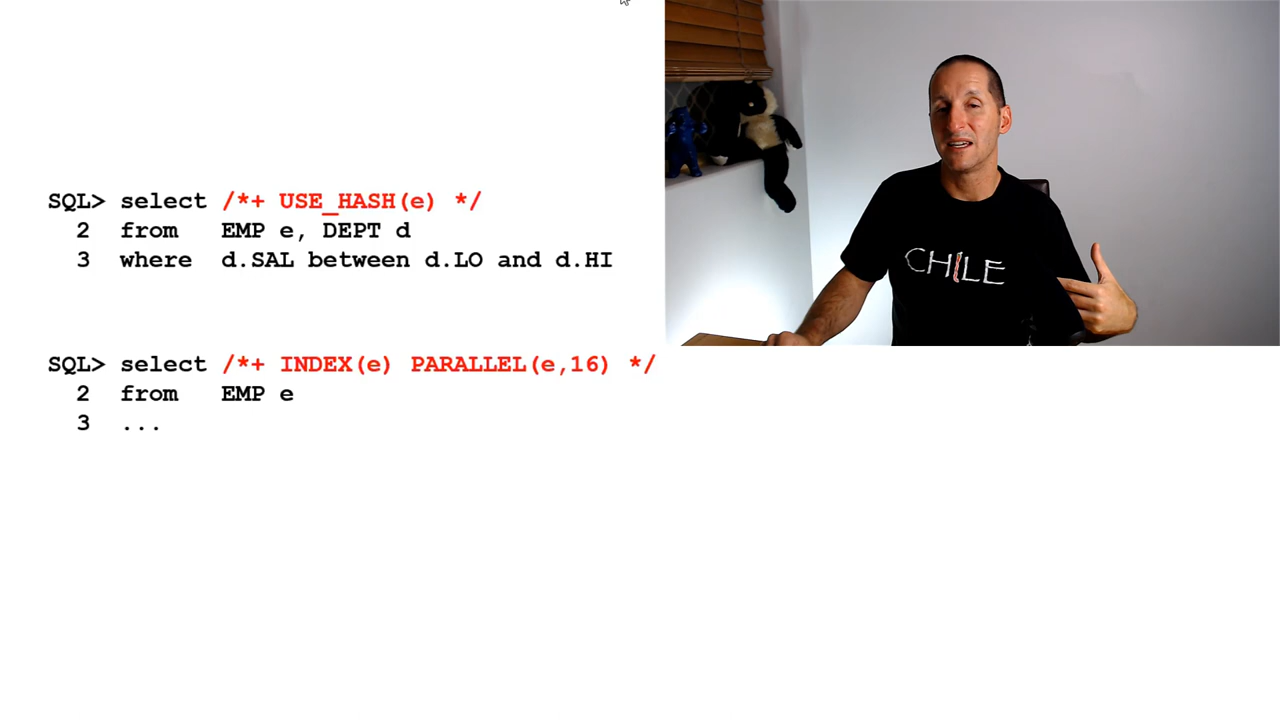 SQL> select /*+ USE_HASH(e) */
2 from EMP e, DEPT d
3 where d.SAL between d.LO and d.HI
SQL> select /*+ INDEX(e) PARALLEL(e,16) */
2 from EMP e
3 ...
CHILE